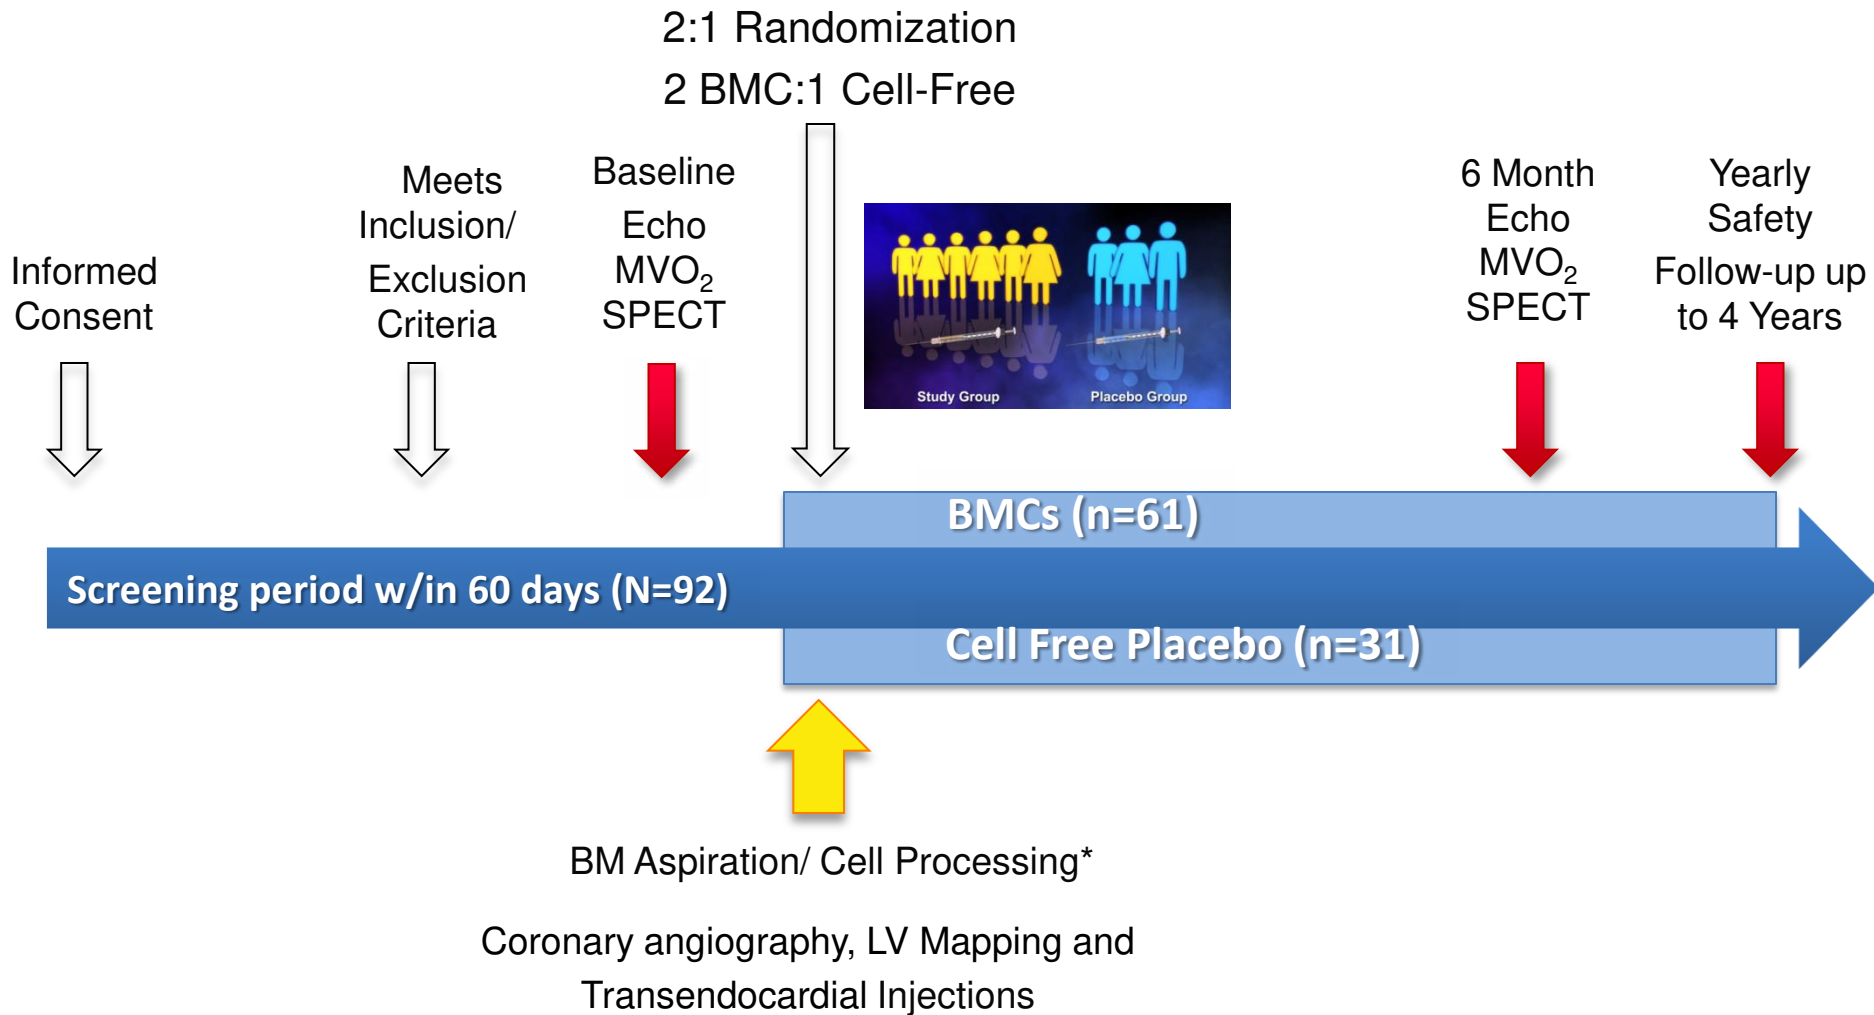 2:1 Randomization
2 BMC:1 Cell-Free
Informed
Consent
Meets
Inclusion/
Exclusion
Criteria
Baseline
Echo
MVO₂
SPECT
Study Group
Placebo Group
6 Month
Echo
MVO₂
SPECT
Yearly
Safety
Follow-up up
to 4 Years
BMCs (n=61)
Screening period w/in 60 days (N=92)
Cell Free Placebo (n=31)
BM Aspiration/ Cell Processing*
Coronary angiography, LV Mapping and
Transendocardial Injections